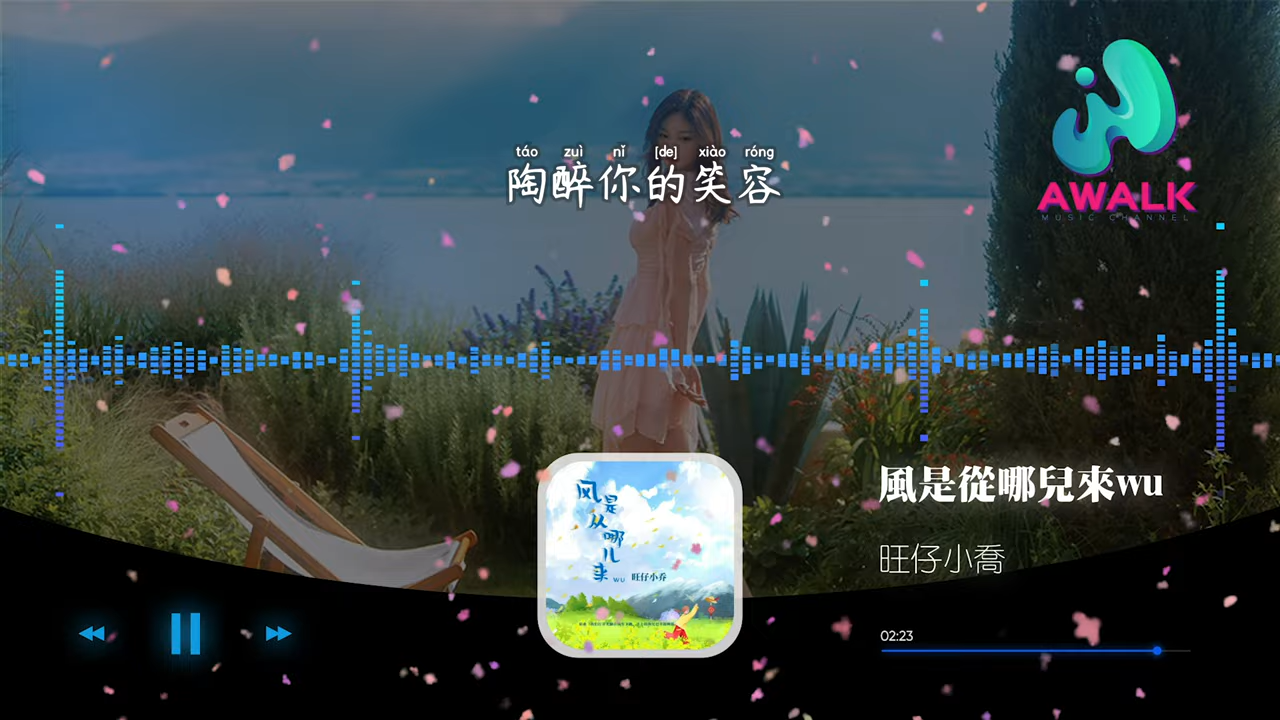 táo zuì nǐ [de] xiào róng
陶醉你的笑容
AWALK
MUSIC CHANNEL
風是從哪兒來wu
旺仔小喬
风是从哪儿来
WU 旺仔小乔
02:23